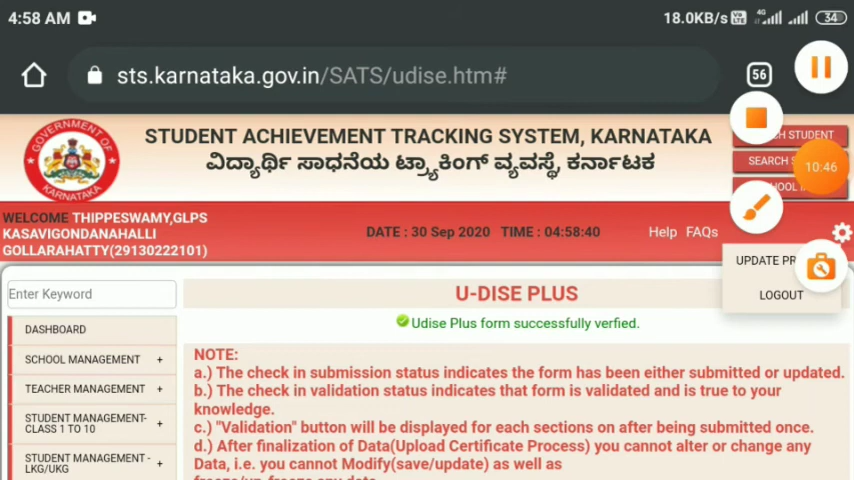 4:58 AM
18.0KB/s 4G 34
sts.karnataka.gov.in/SATS/udise.htm#
56
GOVERNMENT OF
KARNATAKA
STUDENT ACHIEVEMENT TRACKING SYSTEM, KARNATAKA
ವಿದ್ಯಾರ್ಥಿ ಸಾಧನೆಯ ಟ್ರ್ಯಾಕಿಂಗ್ ವ್ಯವಸ್ಥೆ, ಕರ್ನಾಟಕ
STUDENT
SEARCH
10:46
WELCOME THIPPESWAMY,GLPS
KASAVIGONDANAHALLI
GOLLARAHATTY(29130222101)
DATE : 30 Sep 2020 TIME : 04:58:40
Help FAQs
UPDATE
LOGOUT
Enter Keyword
DASHBOARD
SCHOOL MANAGEMENT +
TEACHER MANAGEMENT +
STUDENT MANAGEMENT-
CLASS 1 TO 10 +
STUDENT MANAGEMENT -
LKG/UKG +
U-DISE PLUS
Udise Plus form successfully verfied.
NOTE:
a.) The check in submission status indicates the form has been either submitted or updated.
b.) The check in validation status indicates that form is validated and is true to your
knowledge.
c.) "Validation" button will be displayed for each sections on after being submitted once.
d.) After finalization of Data(Upload Certificate Process) you cannot alter or change any
Data, i.e. you cannot Modify(save/update) as well as